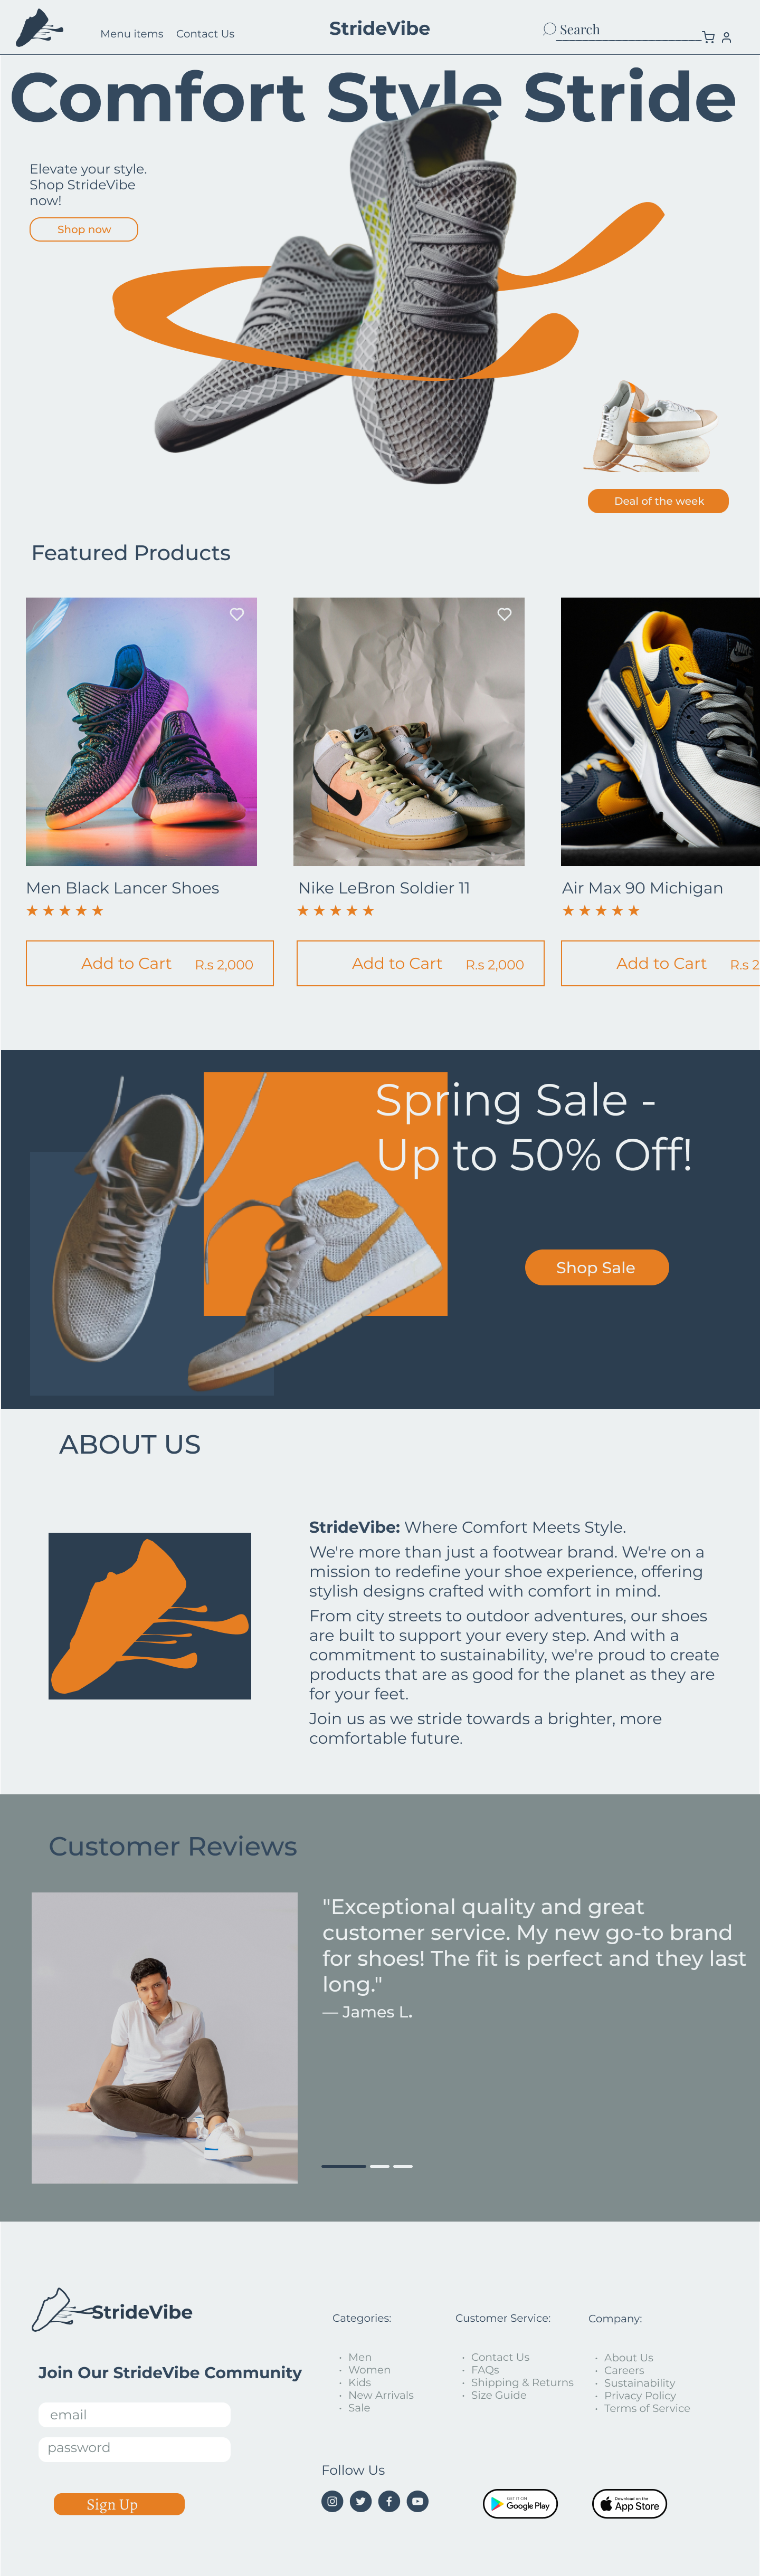 Menu items Contact Us StrideVibe Search
Comfort Style Stride
Elevate your style.
Shop StrideVibe
now!
Shop now
Deal of the week
Featured Products
NIKE
Men Black Lancer Shoes
★ ★ ★ ★ ★
Add to Cart R.s 2,000
Nike LeBron Soldier 11
★ ★ ★ ★ ★
Add to Cart R.s 2,000
Air Max 90 Michigan
★ ★ ★ ★ ★
Add to Cart R.s 2
Spring Sale -
Up to 50% Off!
Shop Sale
ABOUT US
StrideVibe: Where Comfort Meets Style.
We're more than just a footwear brand. We're on a
mission to redefine your shoe experience, offering
stylish designs crafted with comfort in mind.
From city streets to outdoor adventures, our shoes
are built to support your every step. And with a
commitment to sustainability, we're proud to create
products that are as good for the planet as they are
for your feet.
Join us as we stride towards a brighter, more
comfortable future.
Customer Reviews
"Exceptional quality and great
customer service. My new go-to brand
for shoes! The fit is perfect and they last
long."
— James L.
StrideVibe
Join Our StrideVibe Community
email
password
Sign Up
Categories:
• Men
• Women
• Kids
• New Arrivals
• Sale
Customer Service:
• Contact Us
• FAQs
• Shipping & Returns
• Size Guide
Company:
• About Us
• Careers
• Sustainability
• Privacy Policy
• Terms of Service
Follow Us
GET IT ON
Google Play
Download on the
App Store